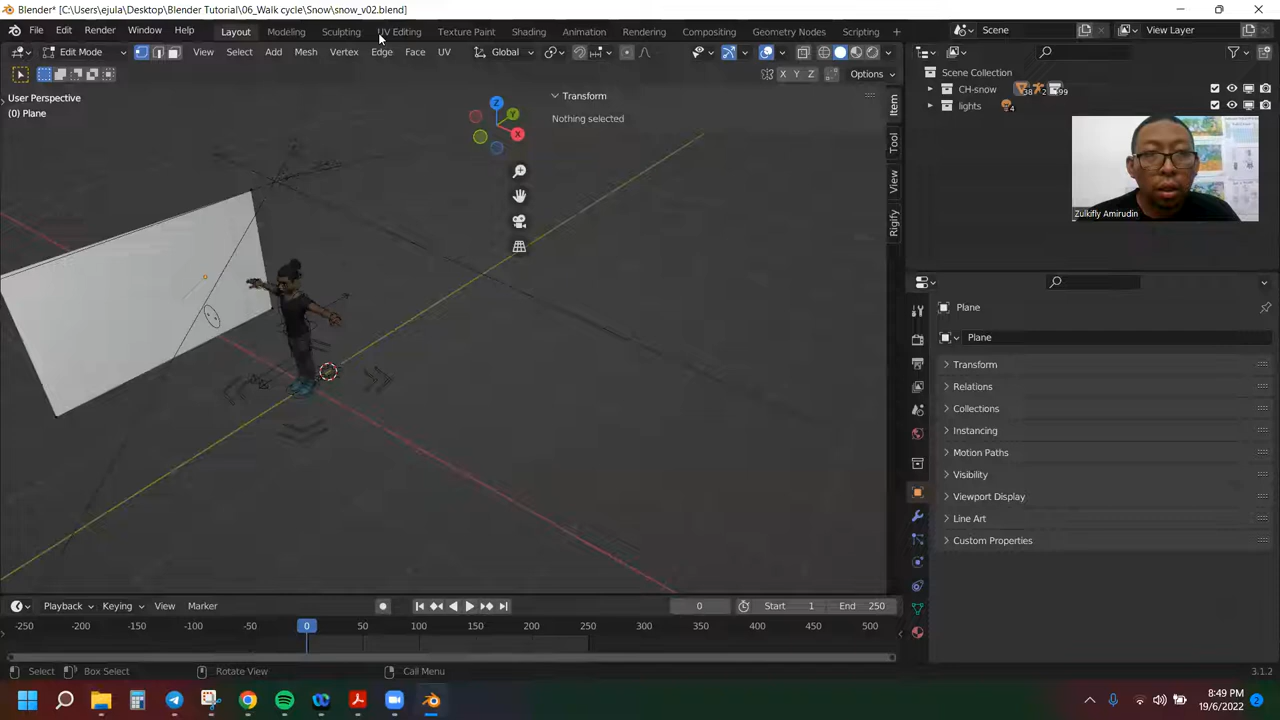 Blender* [C:\Users\ejula\Desktop\Blender Tutorial\06_Walk cycle\Snow\snow_v02.blend]
File Edit Render Window Help Layout Modeling Sculpting UV Editing Texture Paint Shading Animation Rendering Compositing Geometry Nodes Scripting + Scene View Layer
Edit Mode View Select Add Mesh Vertex Edge Face UV Global
X Y Z Options
User Perspective
(0) Plane
Transform
Nothing selected
Z Y X
Item
Tool
View
Rigify
Scene Collection
CH-snow 38 2 99
lights 4
Zulkifly Amirudin
Plane
Plane
Transform
Relations
Collections
Instancing
Motion Paths
Visibility
Viewport Display
Line Art
Custom Properties
Playback Keying View Marker 0 Start 1 End 250
-250 -200 -150 -100 -50 0 50 100 150 200 250 300 350 400 450 500
Select Box Select Rotate View Call Menu 3.1.2
8:49 PM
19/6/2022
2